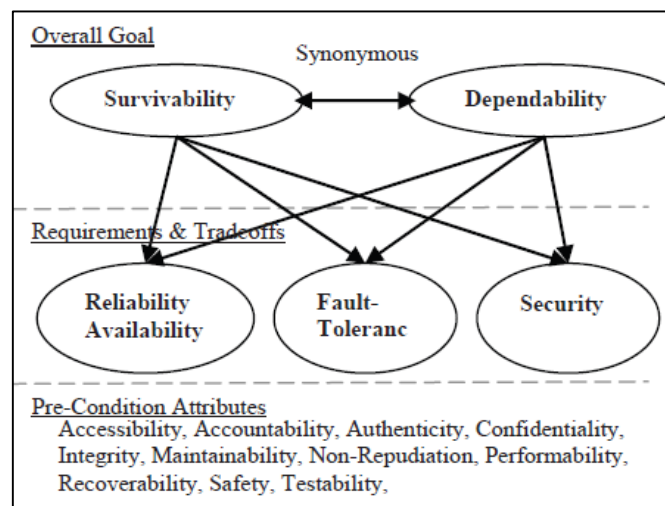 Overall Goal
Synonymous
Survivability
Dependability
Requirements & Tradeoffs
Reliability
Availability
Fault-
Toleranc
Security
Pre-Condition Attributes
Accessibility, Accountability, Authenticity, Confidentiality,
Integrity, Maintainability, Non-Repudiation, Performability,
Recoverability, Safety, Testability,